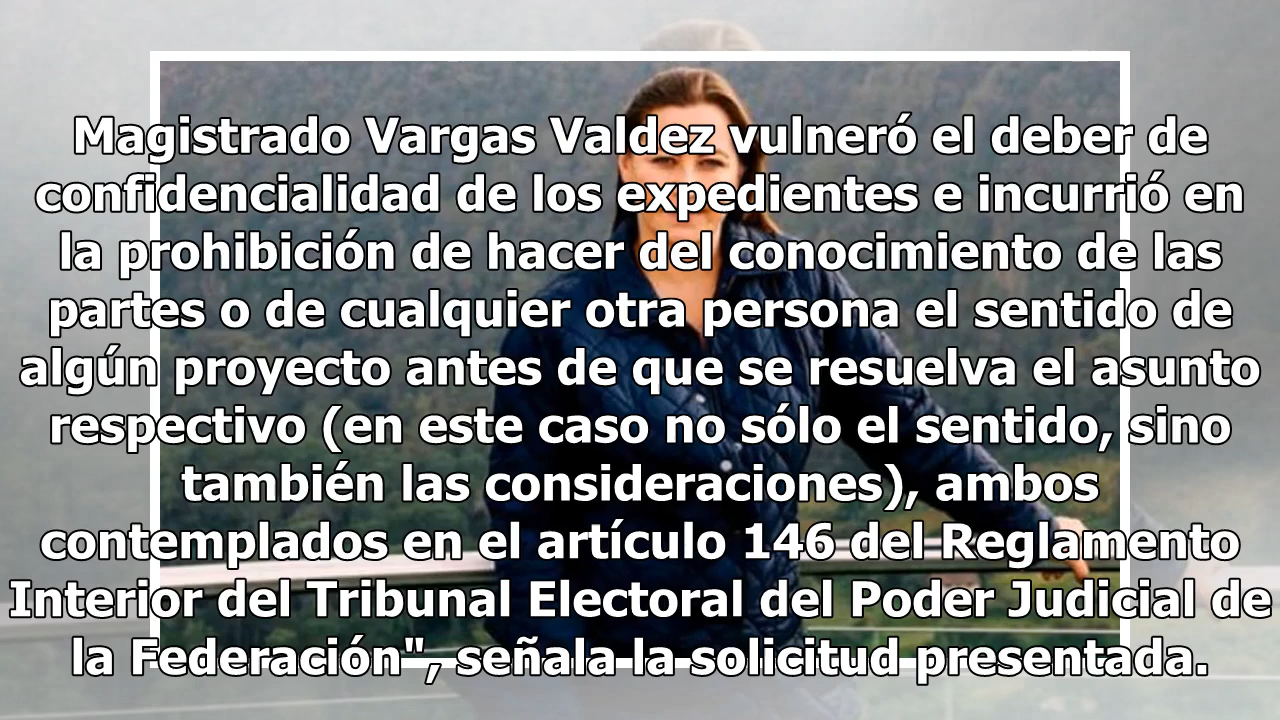 Magistrado Vargas Valdez vulneró el deber de
confidencialidad de los expedientes e incurrió en
la prohibición de hacer del conocimiento de las
partes o de cualquier otra persona el sentido de
algún proyecto antes de que se resuelva el asunto
respectivo (en este caso no sólo el sentido, sino
también las consideraciones), ambos
contemplados en el artículo 146 del Reglamento
Interior del Tribunal Electoral del Poder Judicial de
la Federación", señala la solicitud presentada.